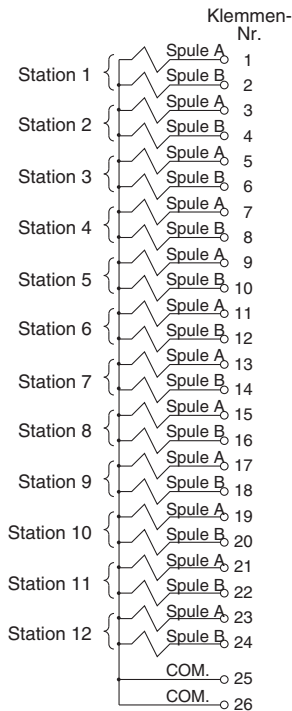 Klemmen-
Nr.
Station 1
Spule A 1
Spule B 2
Station 2
Spule A 3
Spule B 4
Station 3
Spule A 5
Spule B 6
Station 4
Spule A 7
Spule B 8
Station 5
Spule A 9
Spule B 10
Station 6
Spule A 11
Spule B 12
Station 7
Spule A 13
Spule B 14
Station 8
Spule A 15
Spule B 16
Station 9
Spule A 17
Spule B 18
Station 10
Spule A 19
Spule B 20
Station 11
Spule A 21
Spule B 22
Station 12
Spule A 23
Spule B 24
COM. 25
COM. 26